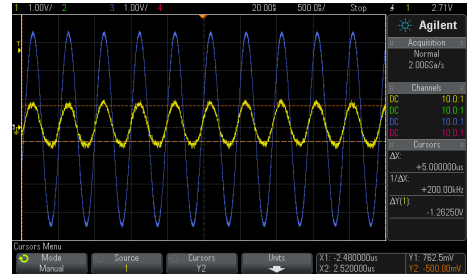 1 1.00V/ 2 3 1.00V/ 4 20.00s 500.0s/ Stop 1 2.71V
Agilent
Acquisition
Normal
2.00GSa/s
Channels
DC 10.0:1
DC 10.0:1
DC 10.0:1
DC 10.0:1
Cursors
ΔX:
+5.000000us
1/ΔX:
+200.00kHz
ΔY(1):
-1.26250V
Cursors Menu
Mode
Manual
Source
1
Cursors
Y2
Units
X1: -2.480000us
X2: 2.520000us
Y1: 762.5mV
Y2: -500.00mV